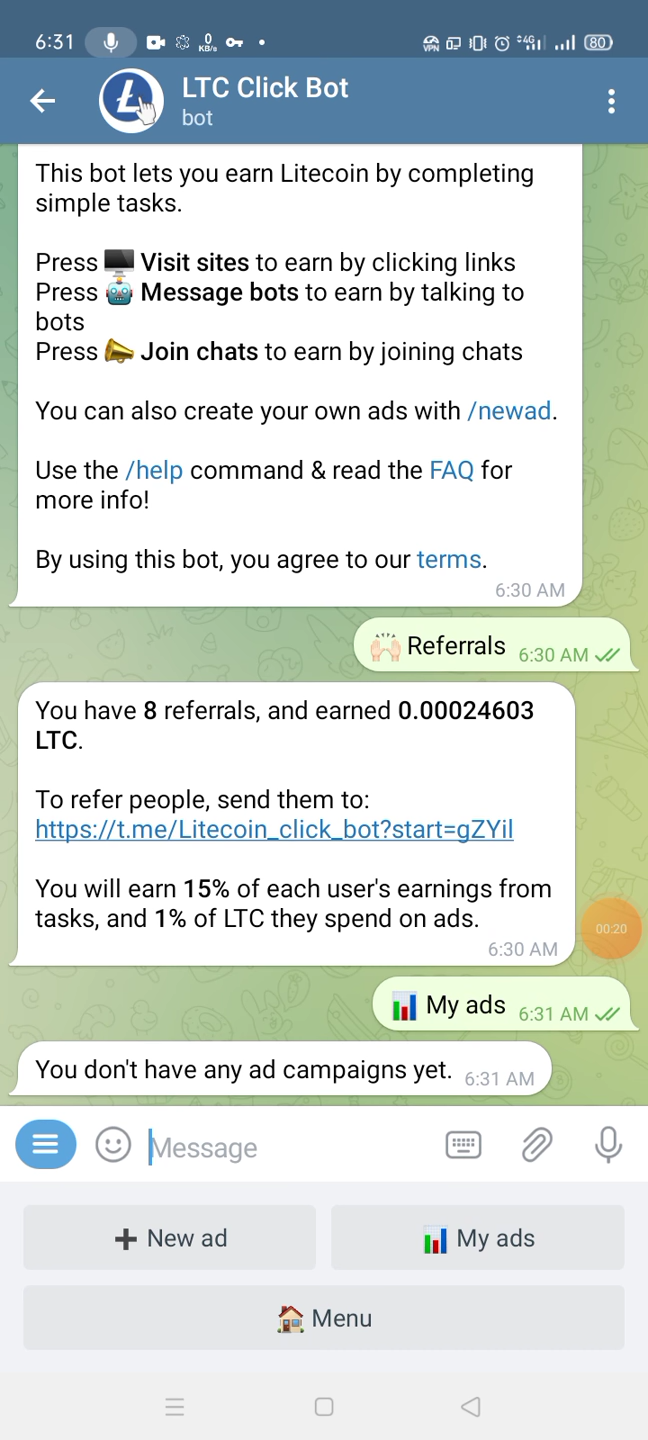 6:31
0
KB/s
VPN
4G
80
LTC Click Bot
bot
This bot lets you earn Litecoin by completing
simple tasks.
Press 🖥 Visit sites to earn by clicking links
Press 🤖 Message bots to earn by talking to
bots
Press 📣 Join chats to earn by joining chats
You can also create your own ads with /newad.
Use the /help command & read the FAQ for
more info!
By using this bot, you agree to our terms.
6:30 AM
🙌🏻 Referrals 6:30 AM
You have 8 referrals, and earned 0.00024603
LTC.
To refer people, send them to:
https://t.me/Litecoin_click_bot?start=gZYil
You will earn 15% of each user's earnings from
tasks, and 1% of LTC they spend on ads.
6:30 AM
00:20
📊 My ads 6:31 AM
You don't have any ad campaigns yet. 6:31 AM
Message
➕ New ad
📊 My ads
🏠 Menu